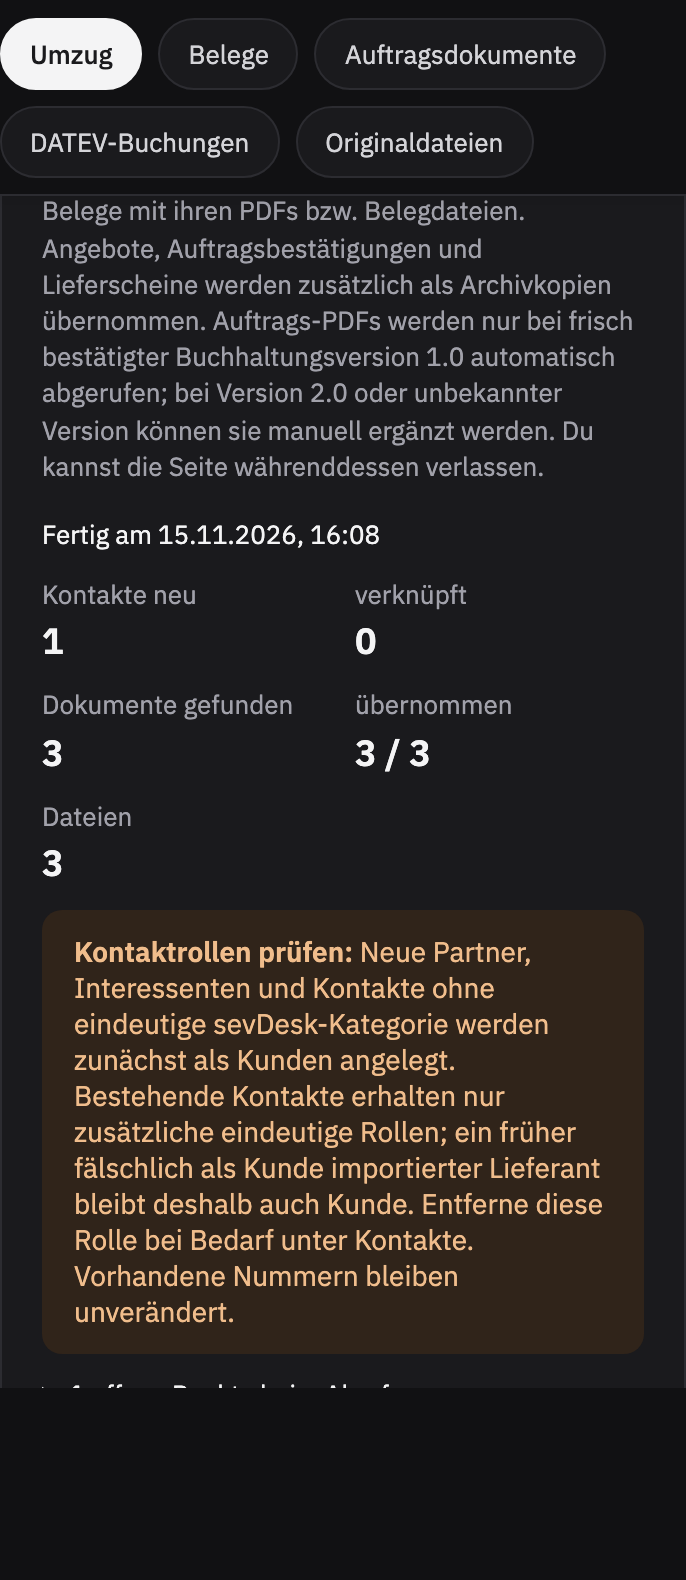 Umzug
Belege
Auftragsdokumente
DATEV-Buchungen
Originaldateien
Belege mit ihren PDFs bzw. Belegdateien.
Angebote, Auftragsbestätigungen und
Lieferscheine werden zusätzlich als Archivkopien
übernommen. Auftrags-PDFs werden nur bei frisch
bestätigter Buchhaltungsversion 1.0 automatisch
abgerufen; bei Version 2.0 oder unbekannter
Version können sie manuell ergänzt werden. Du
kannst die Seite währenddessen verlassen.
Fertig am 15.11.2026, 16:08
Kontakte neu
1
verknüpft
0
Dokumente gefunden
3
übernommen
3 / 3
Dateien
3
Kontaktrollen prüfen: Neue Partner,
Interessenten und Kontakte ohne
eindeutige sevDesk-Kategorie werden
zunächst als Kunden angelegt.
Bestehende Kontakte erhalten nur
zusätzliche eindeutige Rollen; ein früher
fälschlich als Kunde importierter Lieferant
bleibt deshalb auch Kunde. Entferne diese
Rolle bei Bedarf unter Kontakte.
Vorhandene Nummern bleiben
unverändert.